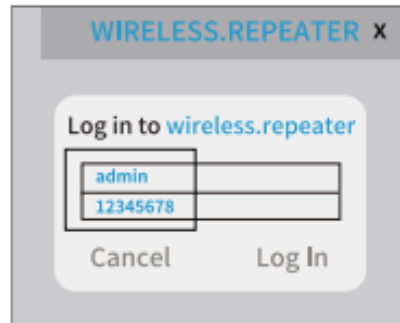 WIRELESS.REPEATER x
Log in to wireless.repeater
admin
12345678
Cancel Log In